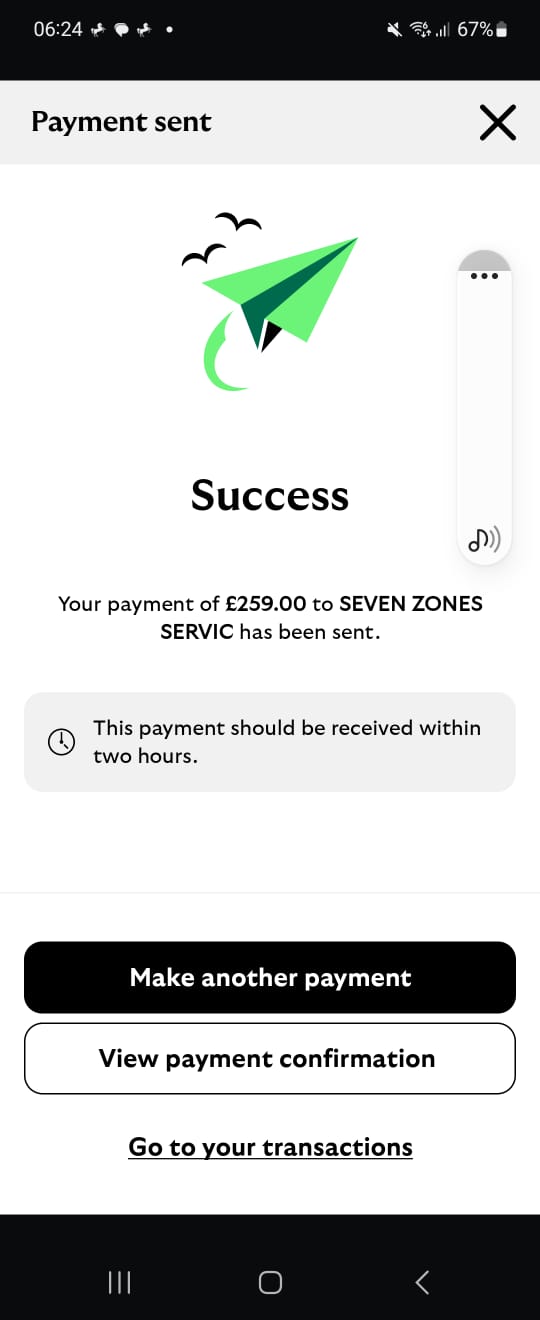 06:24
67%
Payment sent
Success
Your payment of £259.00 to SEVEN ZONES
SERVIC has been sent.
This payment should be received within
two hours.
Make another payment
View payment confirmation
Go to your transactions